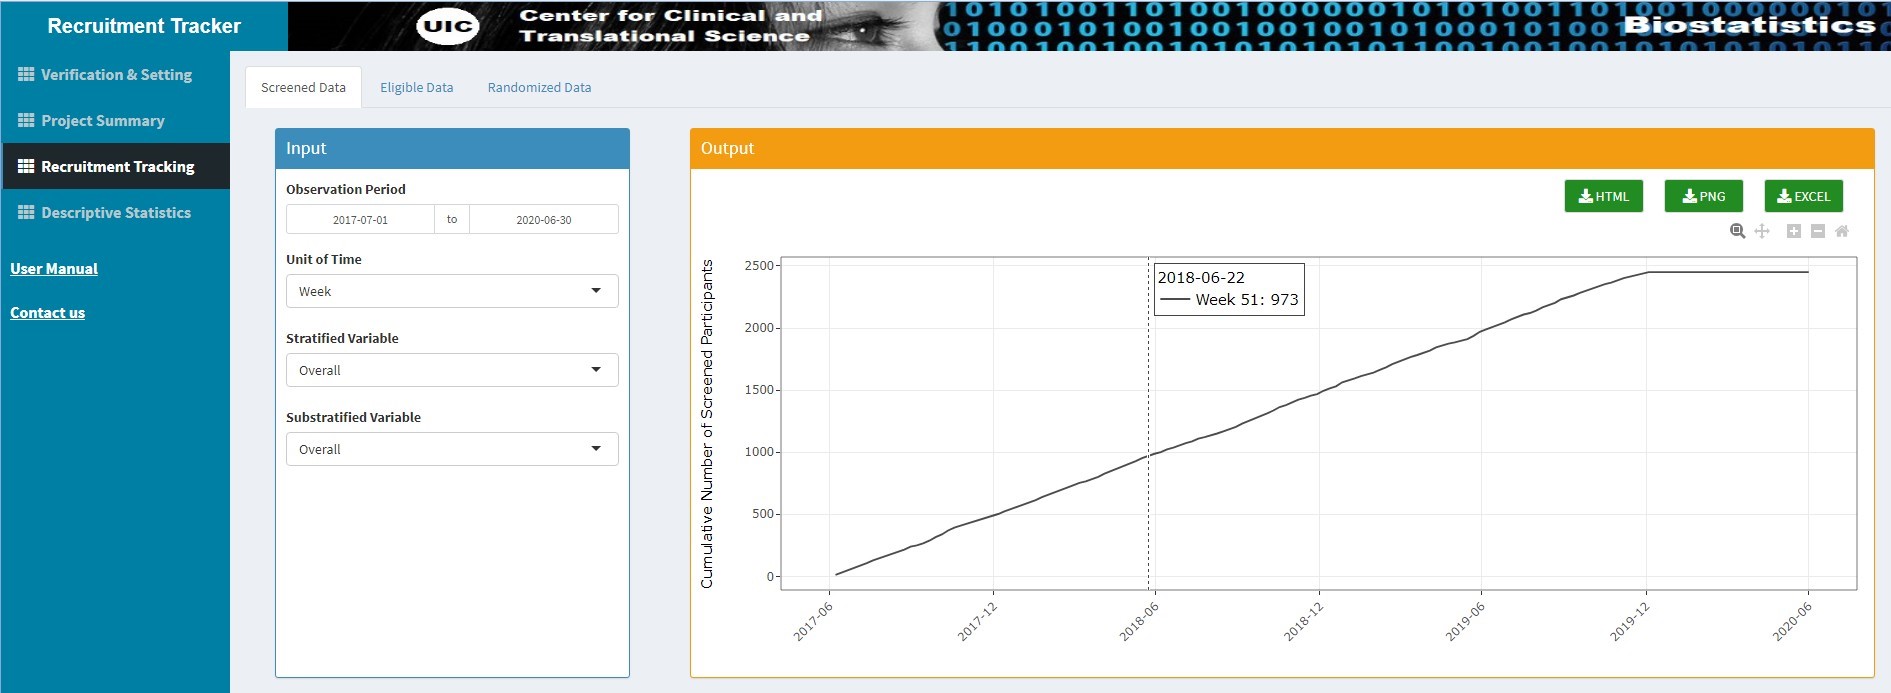 Recruitment Tracker
UIC
Center for Clinical and
Translational Science
Biostatistics
Verification & Setting
Project Summary
Recruitment Tracking
Descriptive Statistics
User Manual
Contact us
Screened Data
Eligible Data
Randomized Data
Input
Observation Period
2017-07-01 to 2020-06-30
Unit of Time
Week
Stratified Variable
Overall
Substratified Variable
Overall
Output
HTML
PNG
EXCEL
Cumulative Number of Screened Participants
2500
2000
1500
1000
500
0
2018-06-22
Week 51: 973
2017-06
2017-12
2018-06
2018-12
2019-06
2019-12
2020-06